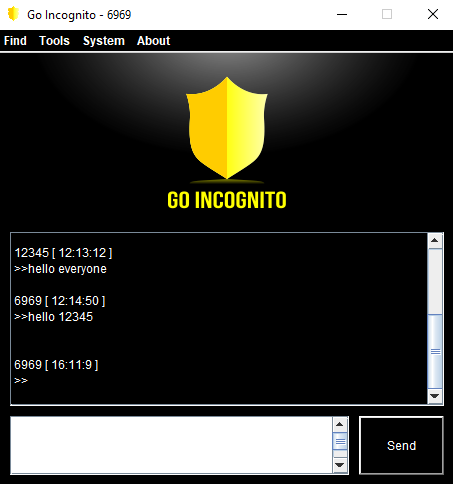 Go Incognito - 6969
Find Tools System About
GO INCOGNITO
12345 [ 12:13:12 ]
>>hello everyone
6969 [ 12:14:50 ]
>>hello 12345
6969 [ 16:11:9 ]
>>
Send